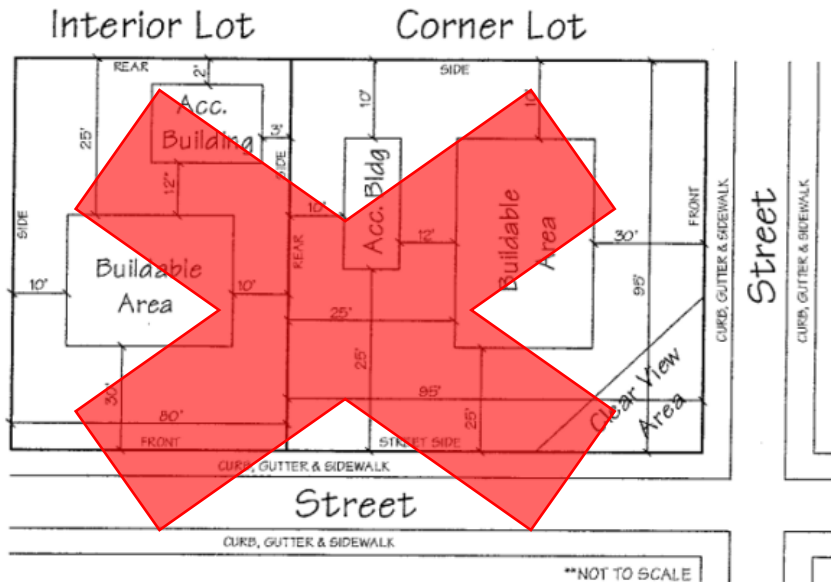 Interior Lot
Corner Lot
REAR
2'
SIDE
Acc.
Building
25'
3'
10'
10'
12'
SIDE
SIDE
Acc. Bldg
Buildable
Area
FRONT
Street
CURB, GUTTER & SIDEWALK
CURB, GUTTER & SIDEWALK
10'
REAR
12'
30'
Buildable
Area
10'
10'
95'
25'
25'
30'
95'
Clear View
Area
80'
25'
FRONT
STREET SIDE
CURB, GUTTER & SIDEWALK
Street
CURB, GUTTER & SIDEWALK
**NOT TO SCALE